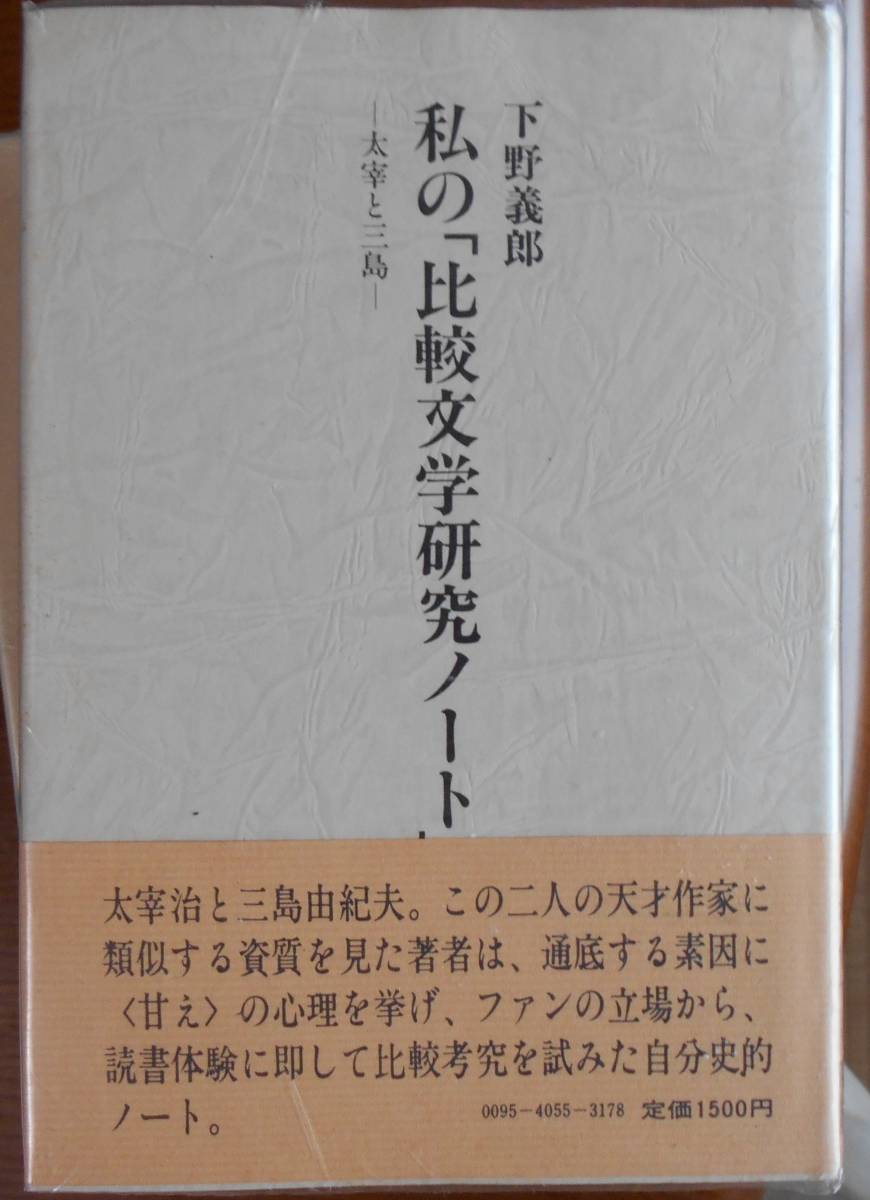 下野義郎
私の「比較文学研究ノート」
―太宰と三島―
太宰治と三島由紀夫。この二人の天才作家に
類似する資質を見た著者は、通底する素因に
〈甘え〉の心理を挙げ、ファンの立場から、
読書体験に即して比較考究を試みた自分史的
ノート。
0095-4055-3178 定価1500円